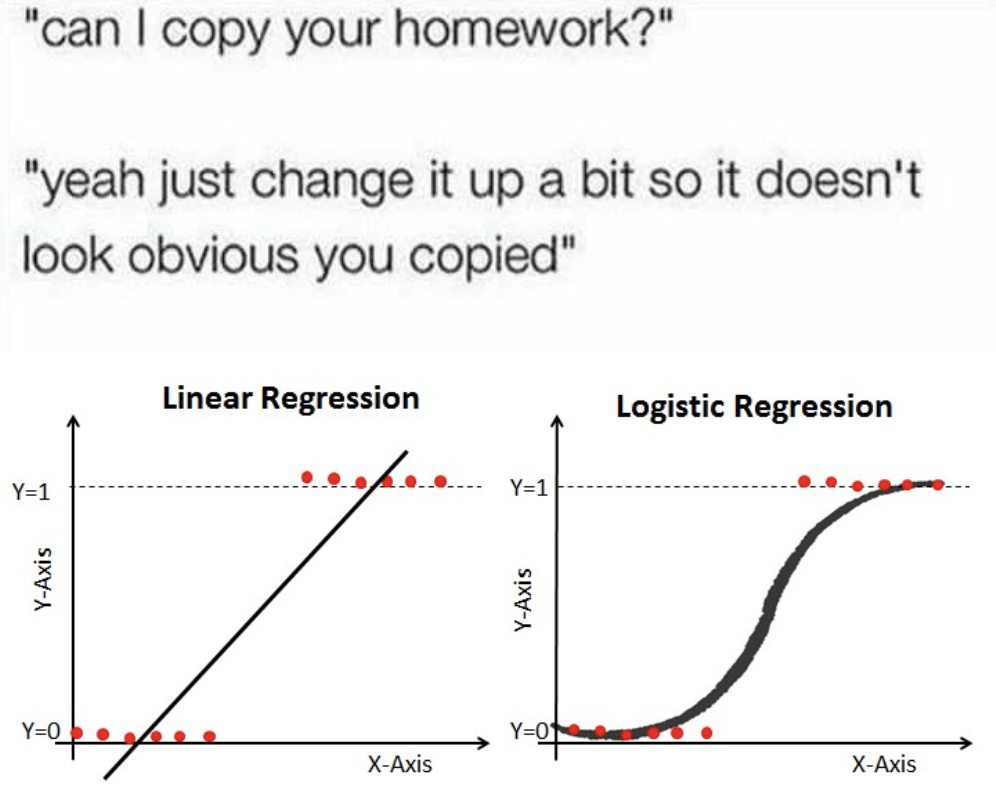 "can I copy your homework?"
"yeah just change it up a bit so it doesn't
look obvious you copied"
Linear Regression
Y=1
Y-Axis
Y=0
X-Axis
Logistic Regression
Y=1
Y-Axis
Y=0
X-Axis